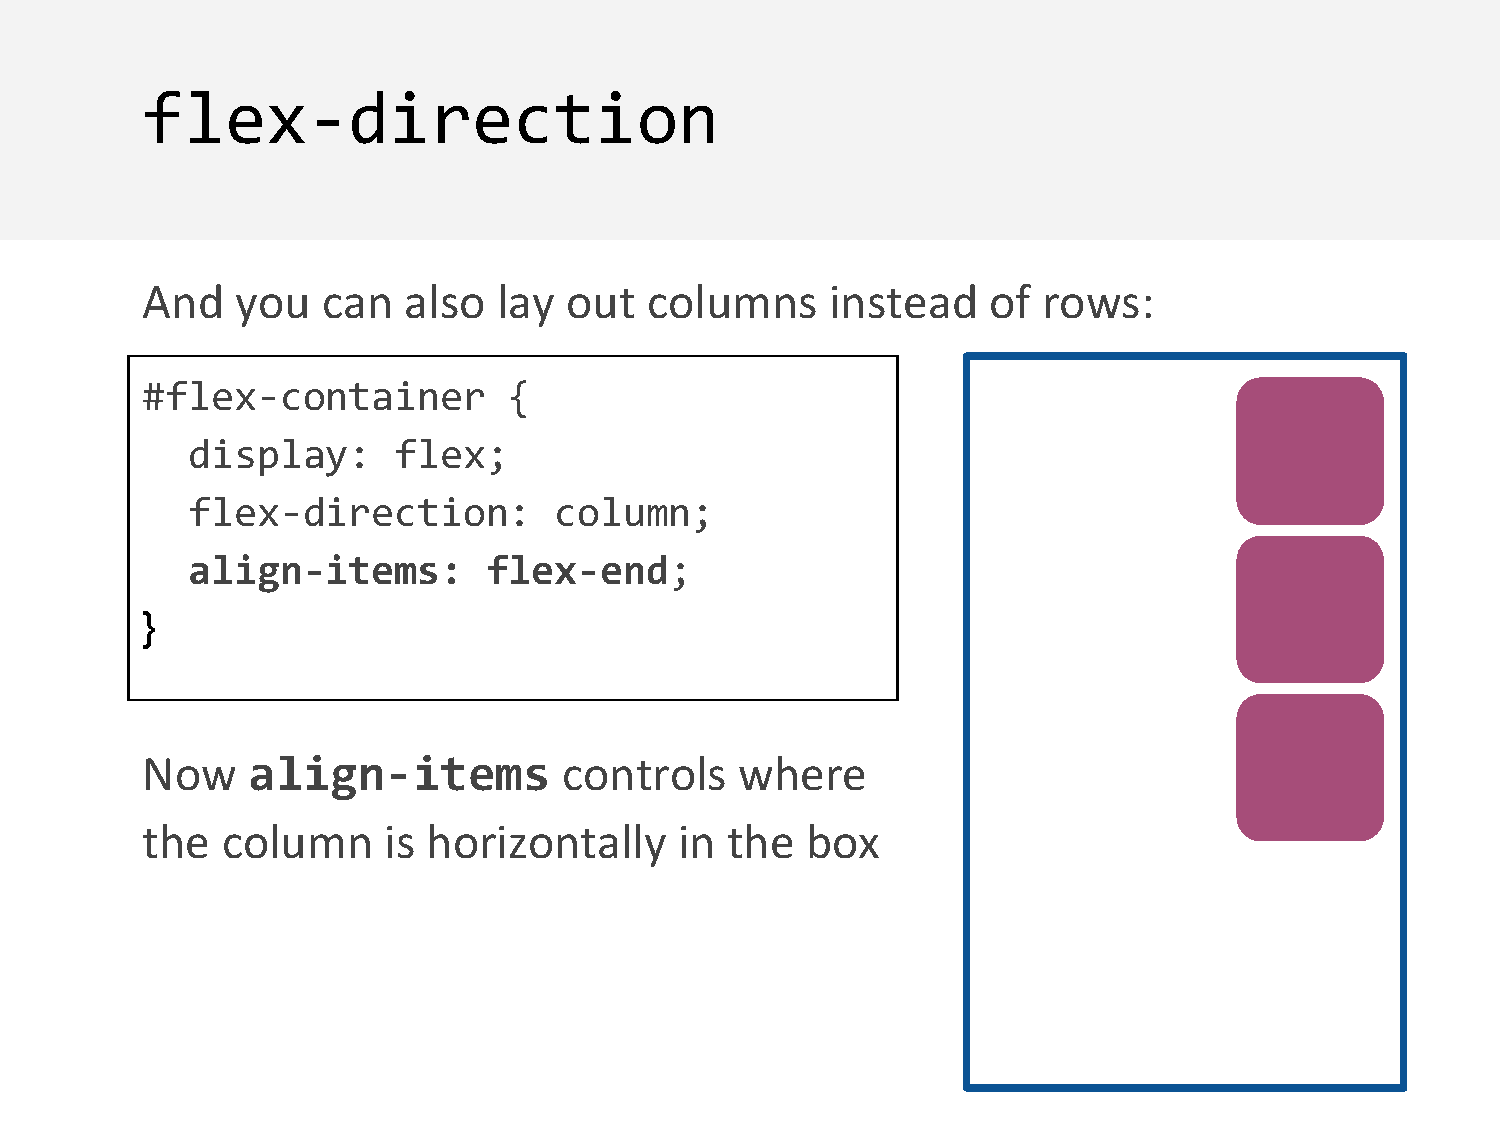 flex-direction
And you can also lay out columns instead of rows:
#flex-container {
  display: flex;
  flex-direction: column;
  align-items: flex-end;
}
Now align-items controls where
the column is horizontally in the box